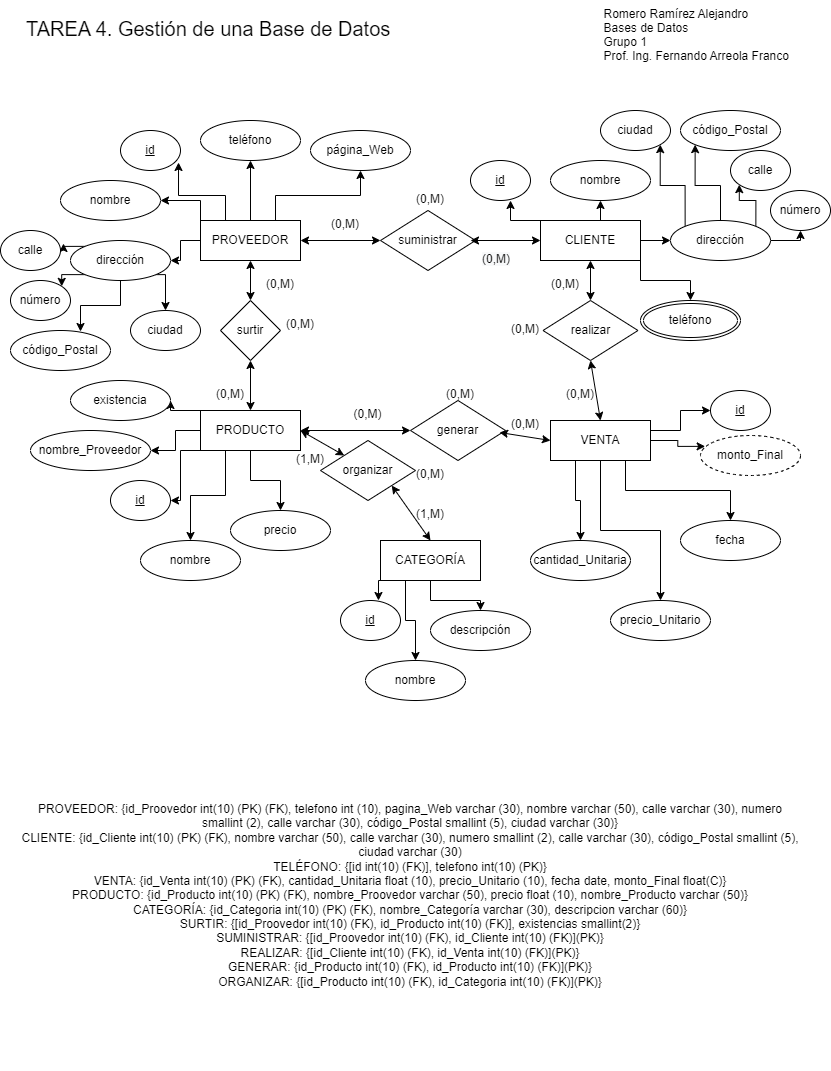 TAREA 4. Gestión de una Base de Datos
Romero Ramírez Alejandro
Bases de Datos
Grupo 1
Prof. Ing. Fernando Arreola Franco
id
teléfono
página_Web
nombre
calle
dirección
número
código_Postal
ciudad
PROVEEDOR
(0,M)
(0,M)
suministrar
(0,M)
id
nombre
ciudad
código_Postal
calle
número
CLIENTE
dirección
teléfono
(0,M)
surtir
(0,M)
(0,M)
(0,M)
(0,M)
realizar
(0,M)
existencia
nombre_Proveedor
id
nombre
precio
PRODUCTO
(0,M)
(0,M)
generar
(0,M)
VENTA
id
monto_Final
fecha
cantidad_Unitaria
precio_Unitario
(1,M)
organizar
(0,M)
(1,M)
CATEGORÍA
id
descripción
nombre
PROVEEDOR: {id_Proovedor int(10) (PK) (FK), telefono int (10), pagina_Web varchar (30), nombre varchar (50), calle varchar (30), numero
smallint (2), calle varchar (30), código_Postal smallint (5), ciudad varchar (30)}
CLIENTE: {id_Cliente int(10) (PK) (FK), nombre varchar (50), calle varchar (30), numero smallint (2), calle varchar (30), código_Postal smallint (5),
ciudad varchar (30)
TELÉFONO: {[id int(10) (FK)], telefono int(10) (PK)}
VENTA: {id_Venta int(10) (PK) (FK), cantidad_Unitaria float (10), precio_Unitario (10), fecha date, monto_Final float(C)}
PRODUCTO: {id_Producto int(10) (PK) (FK), nombre_Proovedor varchar (50), precio float (10), nombre_Producto varchar (50)}
CATEGORÍA: {id_Categoria int(10) (PK) (FK), nombre_Categoría varchar (30), descripcion varchar (60)}
SURTIR: {[id_Proovedor int(10) (FK), id_Producto int(10) (FK)], existencias smallint(2)}
SUMINISTRAR: {[id_Proovedor int(10) (FK), id_Cliente int(10) (FK)](PK)}
REALIZAR: {[id_Cliente int(10) (FK), id_Venta int(10) (FK)](PK)}
GENERAR: {id_Producto int(10) (FK), id_Producto int(10) (FK)](PK)}
ORGANIZAR: {[id_Producto int(10) (FK), id_Categoria int(10) (FK)](PK)}